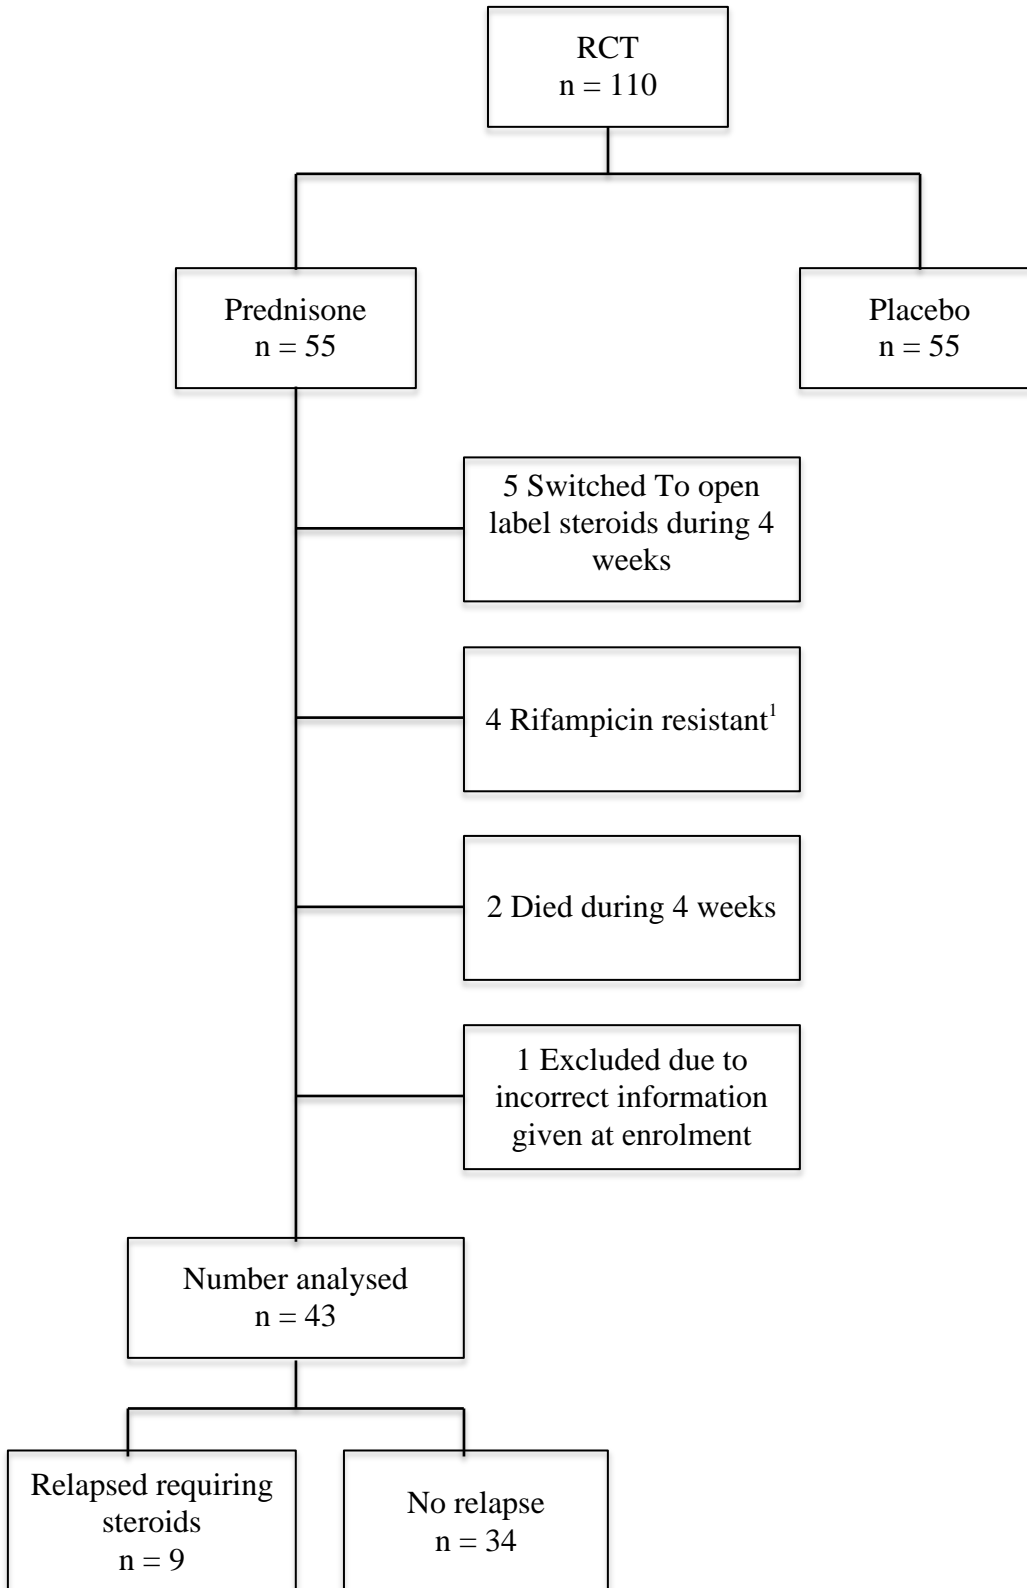 RCT
n = 110
Prednisone
n = 55
Placebo
n = 55
5 Switched To open
label steroids during 4
weeks
4 Rifampicin resistant¹
2 Died during 4 weeks
1 Excluded due to
incorrect information
given at enrolment
Number analysed
n = 43
Relapsed requiring
steroids
n = 9
No relapse
n = 34